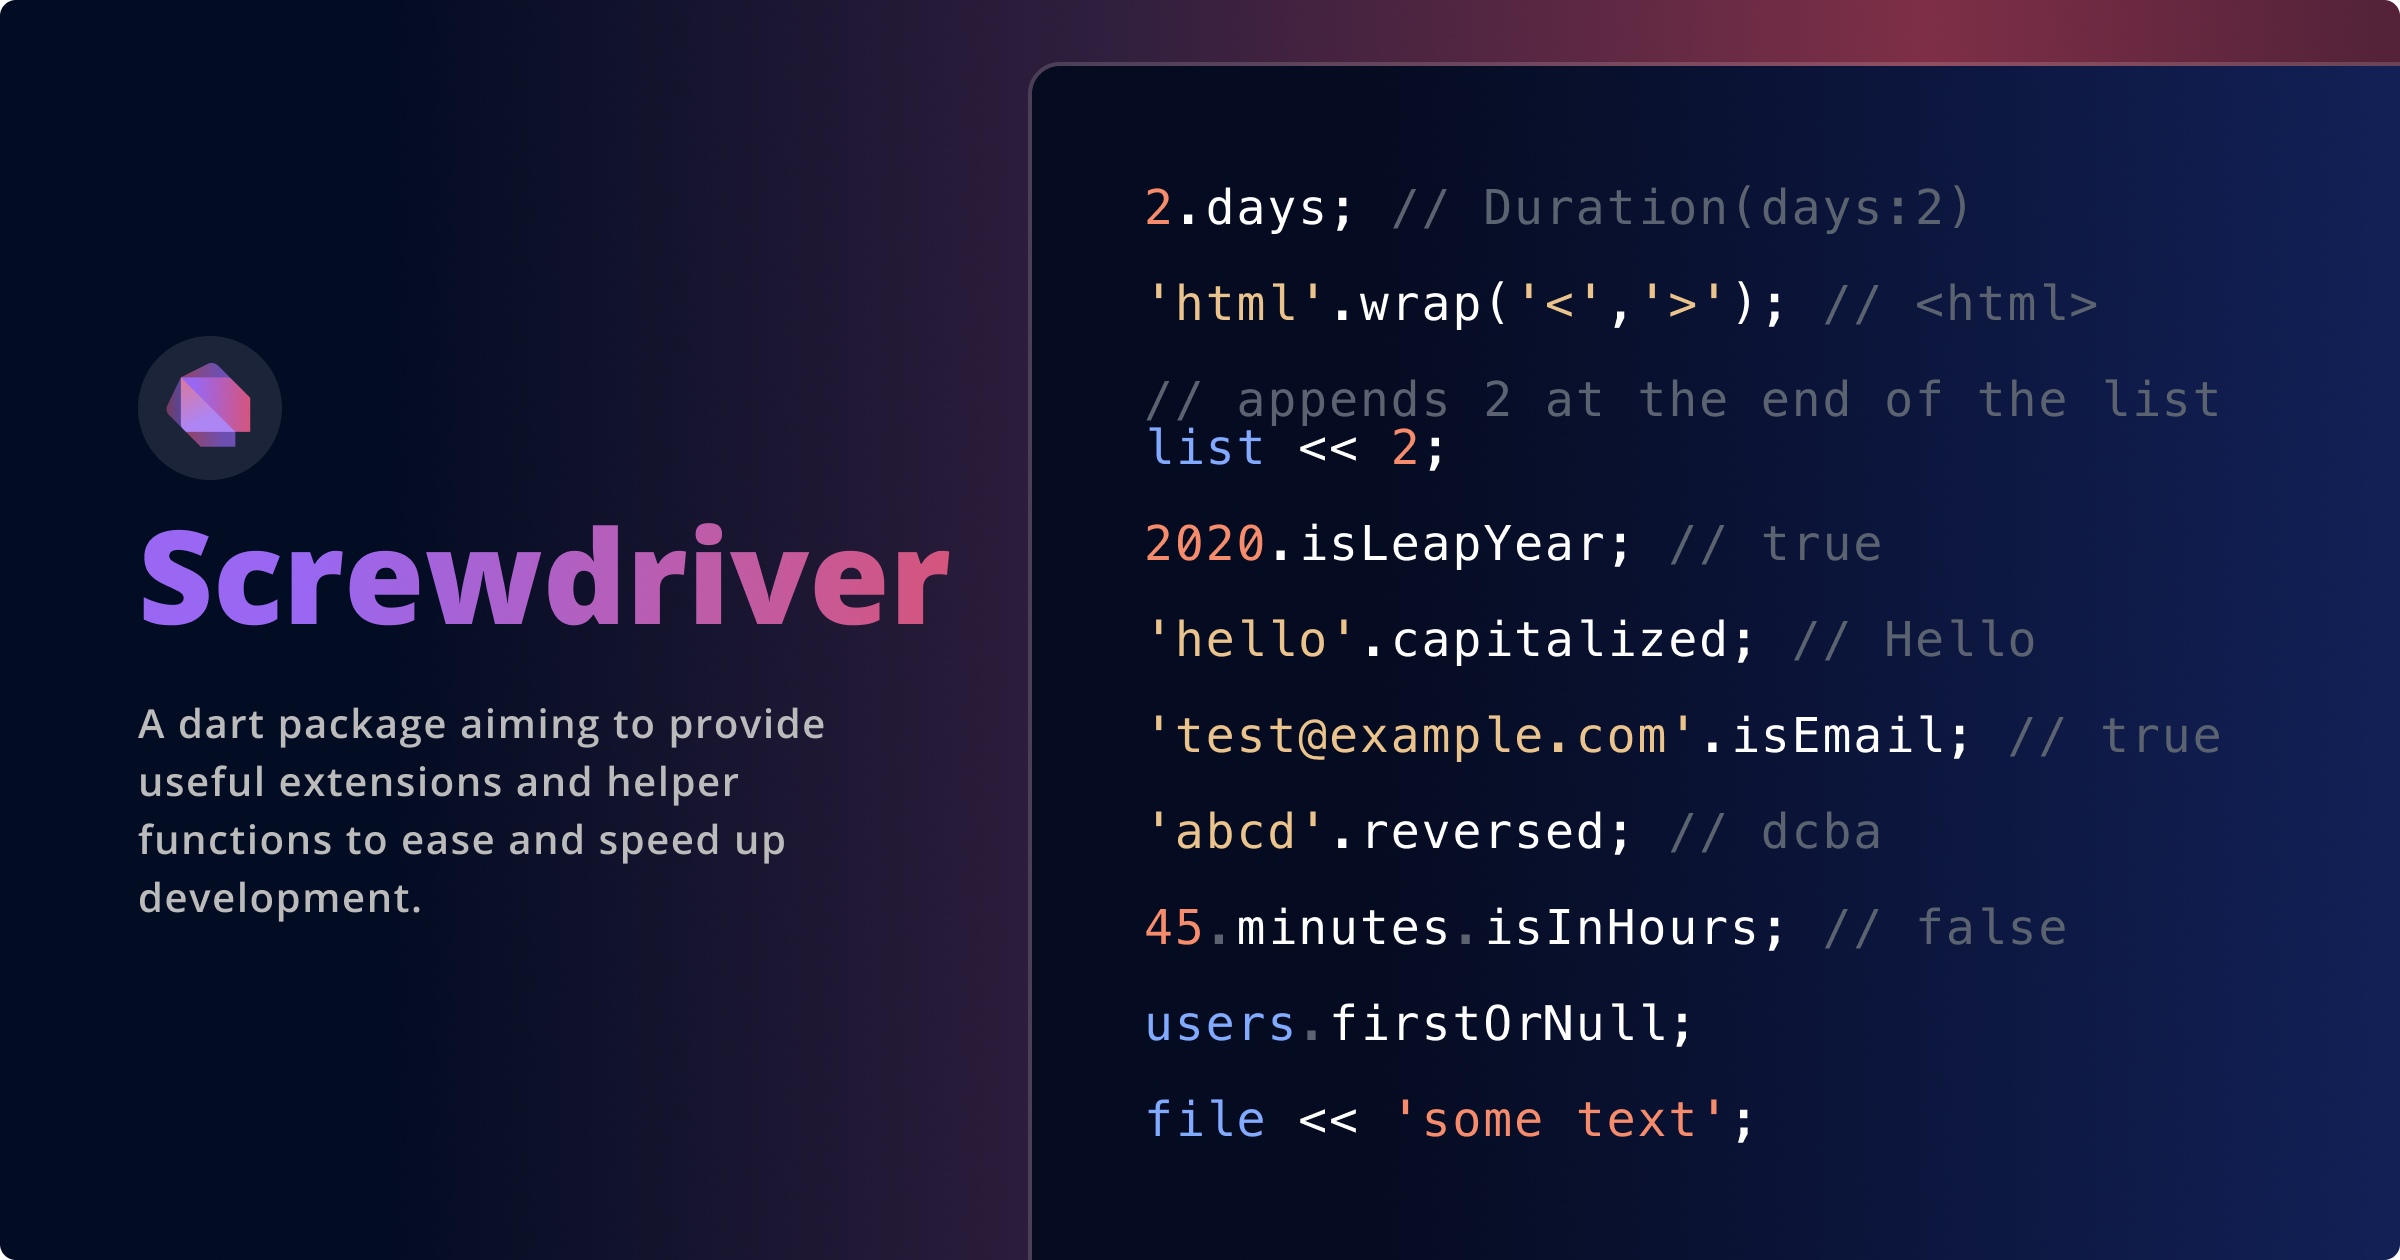 Screwdriver
A dart package aiming to provide
useful extensions and helper
functions to ease and speed up
development.
2.days; // Duration(days:2)
'html'.wrap('<','>'); // <html>
// appends 2 at the end of the list
list << 2;
2020.isLeapYear; // true
'hello'.capitalized; // Hello
'test@example.com'.isEmail; // true
'abcd'.reversed; // dcba
45.minutes.isInHours; // false
users.firstOrNull;
file << 'some text';